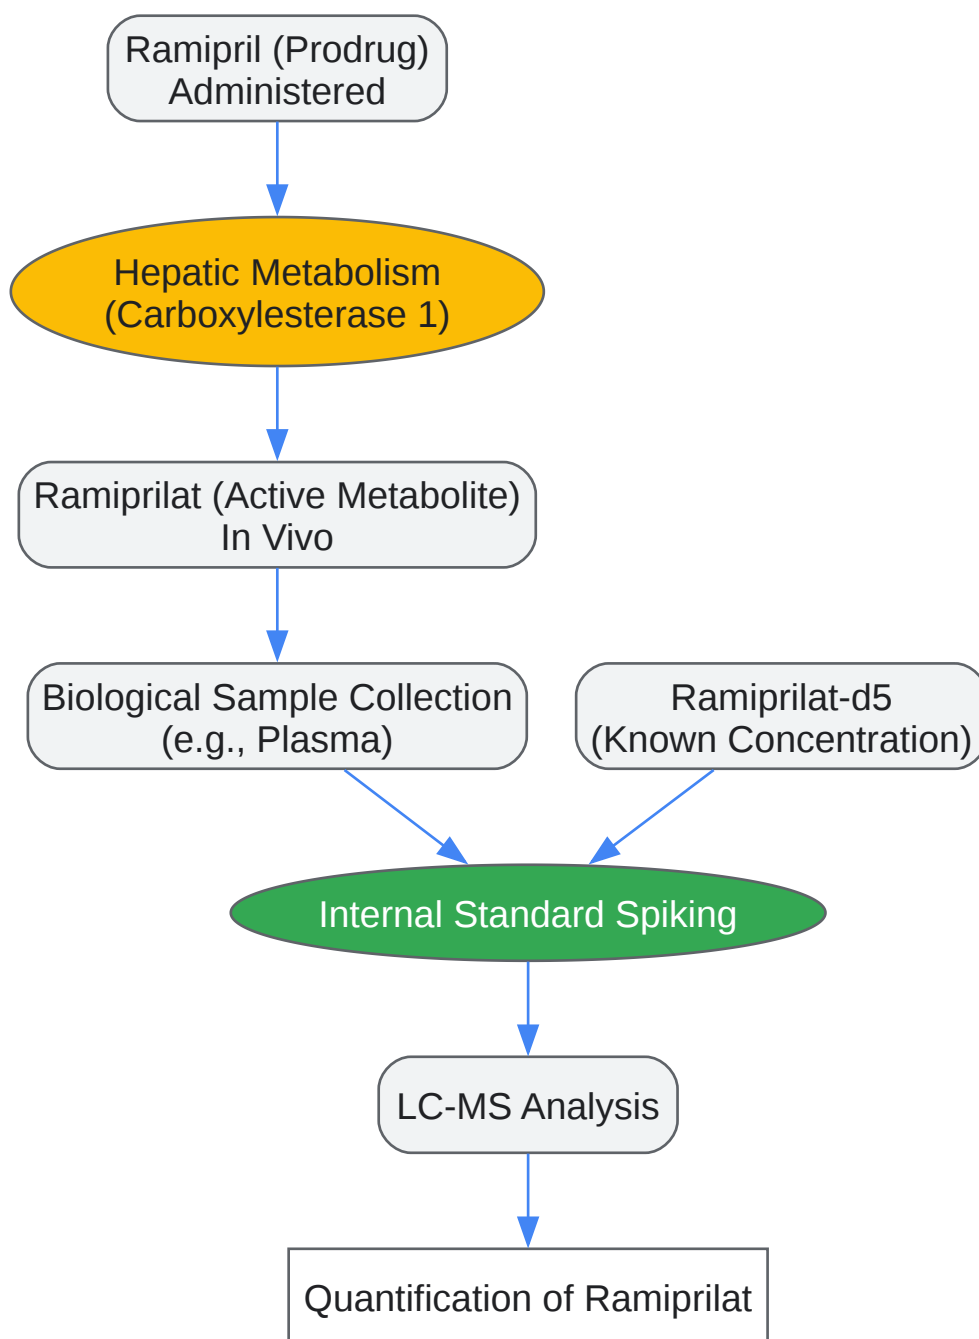 Ramipril (Prodrug)
Administered
Hepatic Metabolism
(Carboxylesterase 1)
Ramiprilat (Active Metabolite)
In Vivo
Biological Sample Collection
(e.g., Plasma)
Ramiprilat-d5
(Known Concentration)
Internal Standard Spiking
LC-MS Analysis
Quantification of Ramiprilat